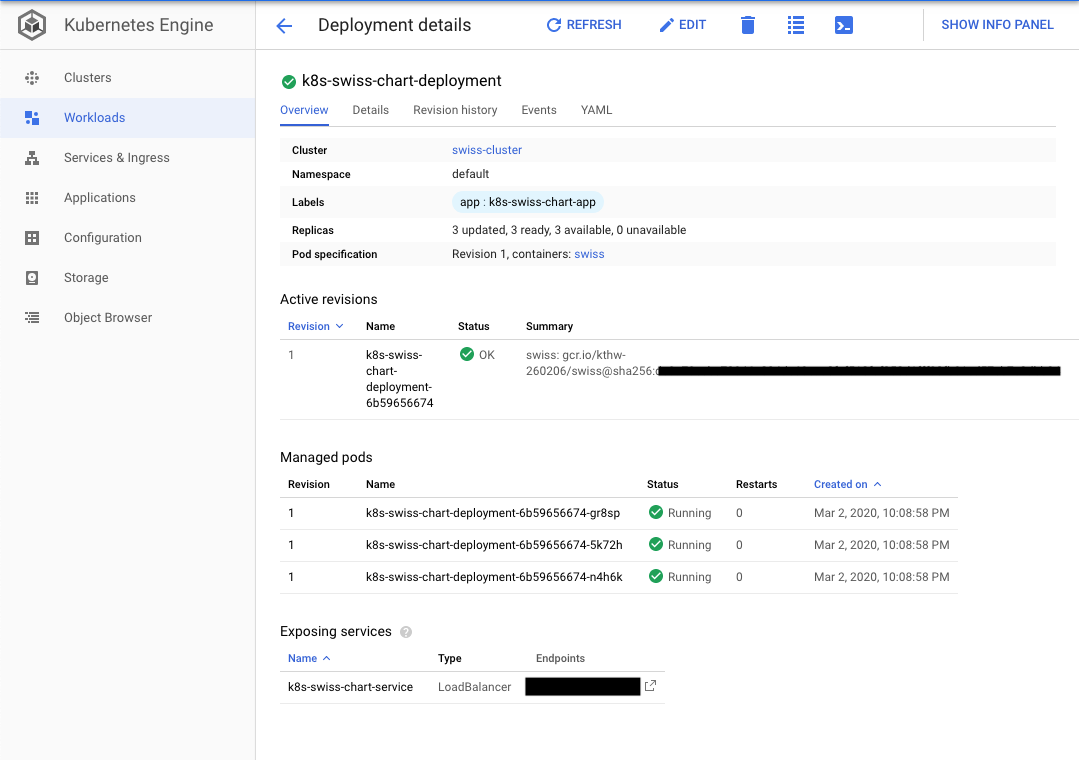 Kubernetes Engine
Deployment details REFRESH EDIT SHOW INFO PANEL
Clusters
Workloads
Services & Ingress
Applications
Configuration
Storage
Object Browser
k8s-swiss-chart-deployment
Overview Details Revision history Events YAML
Cluster swiss-cluster
Namespace default
Labels app : k8s-swiss-chart-app
Replicas 3 updated, 3 ready, 3 available, 0 unavailable
Pod specification Revision 1, containers: swiss
Active revisions
Revision Name Status Summary
1 k8s-swiss- OK swiss: gcr.io/kthw-
chart- 260206/swiss@sha256:
deployment-
6b59656674
Managed pods
Revision Name Status Restarts Created on
1 k8s-swiss-chart-deployment-6b59656674-gr8sp Running 0 Mar 2, 2020, 10:08:58 PM
1 k8s-swiss-chart-deployment-6b59656674-5k72h Running 0 Mar 2, 2020, 10:08:58 PM
1 k8s-swiss-chart-deployment-6b59656674-n4h6k Running 0 Mar 2, 2020, 10:08:58 PM
Exposing services ?
Name Type Endpoints
k8s-swiss-chart-service LoadBalancer